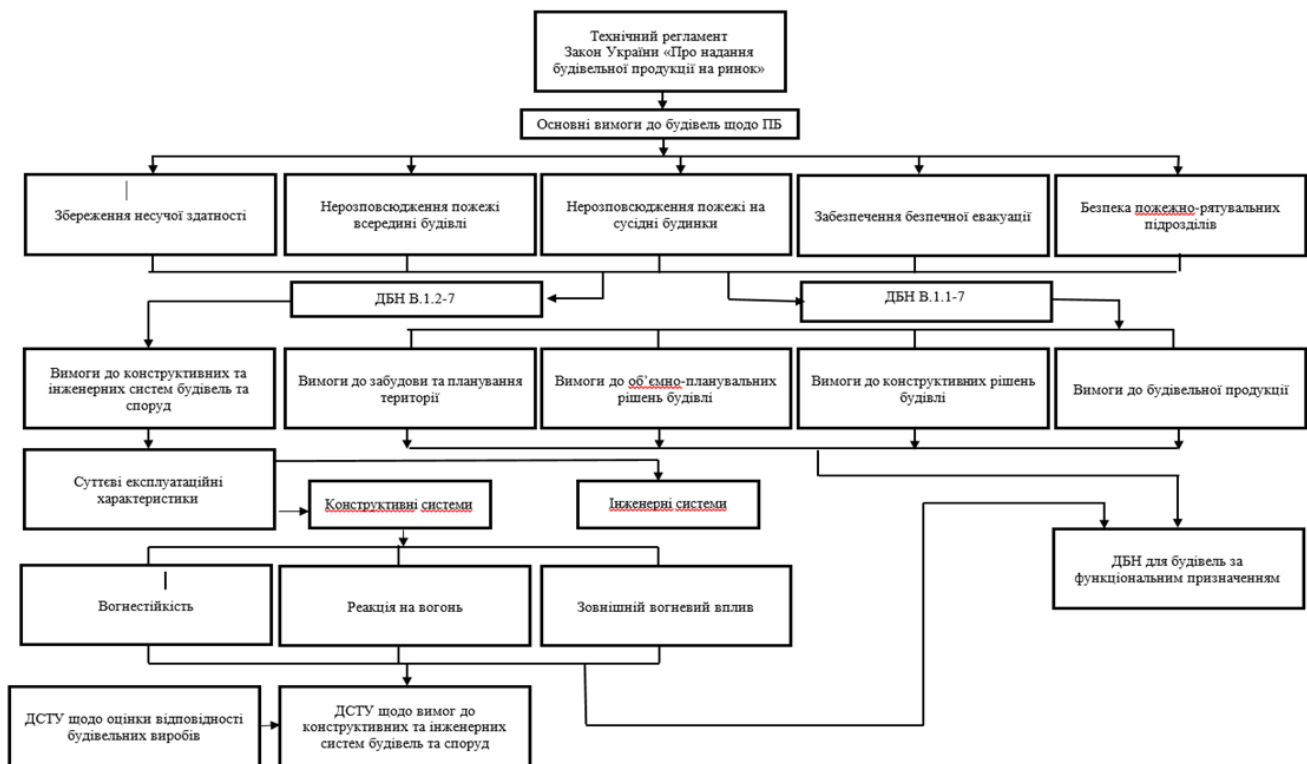 Технічний регламент
Закон України «Про надання
будівельної продукції на ринок»
Основні вимоги до будівель щодо ПБ
Збереження несучої здатності
Нерозповсюдження пожежі
всередині будівлі
Нерозповсюдження пожежі на
сусідні будинки
Забезпечення безпечної евакуації
Безпека пожежно-рятувальних
підрозділів
ДБН В.1.2-7
ДБН В.1.1-7
Вимоги до конструктивних та
інженерних систем будівель та
споруд
Вимоги до забудови та планування
території
Вимоги до об’ємно-планувальних
рішень будівлі
Вимоги до конструктивних рішень
будівлі
Вимоги до будівельної продукції
Суттєві експлуатаційні
характеристики
Конструктивні системи
Інженерні системи
ДБН для будівель за
функціональним призначенням
Вогнестійкість
Реакція на вогонь
Зовнішній вогневий вплив
ДСТУ щодо оцінки відповідності
будівельних виробів
ДСТУ щодо вимог до
конструктивних та інженерних
систем будівель та споруд